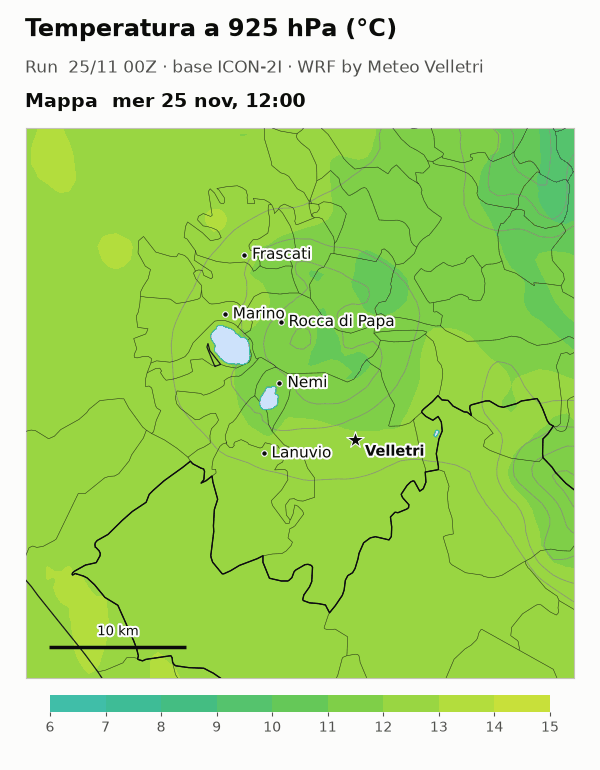 Temperatura a 925 hPa (°C)
Run  25/11 00Z · base ICON-2I · WRF by Meteo Velletri
Mappa  mer 25 nov, 12:00
Frascati
Marino
Rocca di Papa
Nemi
Velletri
Lanuvio
10 km
6 7 8 9 10 11 12 13 14 15